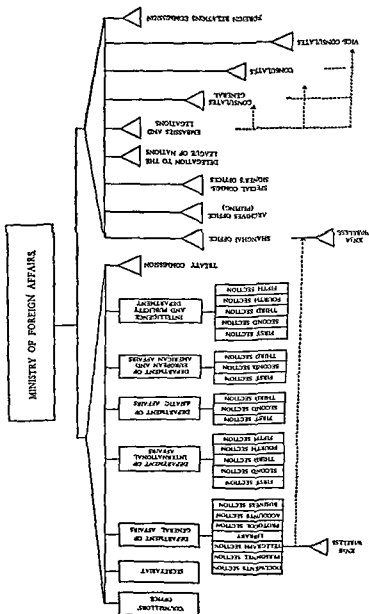 MINISTRY OF FOREIGN AFFAIRS
COUNCILLORS'
OFFICE
SECRETARIAT
DEPARTMENT OF
GENERAL AFFAIRS
DOCUMENTS SECTION
PERSONNEL SECTION
TELEGRAPH SECTION
LIBRARY
PROTOCOL SECTION
ACCOUNTS SECTION
BUSINESS SECTION
WIRELESS
DEPARTMENT OF
INTERNATIONAL
AFFAIRS
FIRST SECTION
SECOND SECTION
THIRD SECTION
FOURTH SECTION
FIFTH SECTION
DEPARTMENT OF
ASIATIC AFFAIRS
FIRST SECTION
SECOND SECTION
THIRD SECTION
DEPARTMENT OF
EUROPEAN AND
AMERICAN AFFAIRS
FIRST SECTION
SECOND SECTION
THIRD SECTION
INTELLIGENCE
AND PUBLICITY
DEPARTMENT
FIRST SECTION
SECOND SECTION
THIRD SECTION
FOURTH SECTION
FIFTH SECTION
TREATY COMMISSION
SHANGHAI OFFICE
WIRELESS
ARCHIVES OFFICE
(PEIPING)
SPECIAL COMMIS-
SIONER'S OFFICES
DELEGATION TO THE
LEAGUE OF NATIONS
EMBASSIES AND
LEGATIONS
CONSULATES
GENERAL
CONSULATES
VICE CONSULATES
FOREIGN RELATIONS COMMISSION